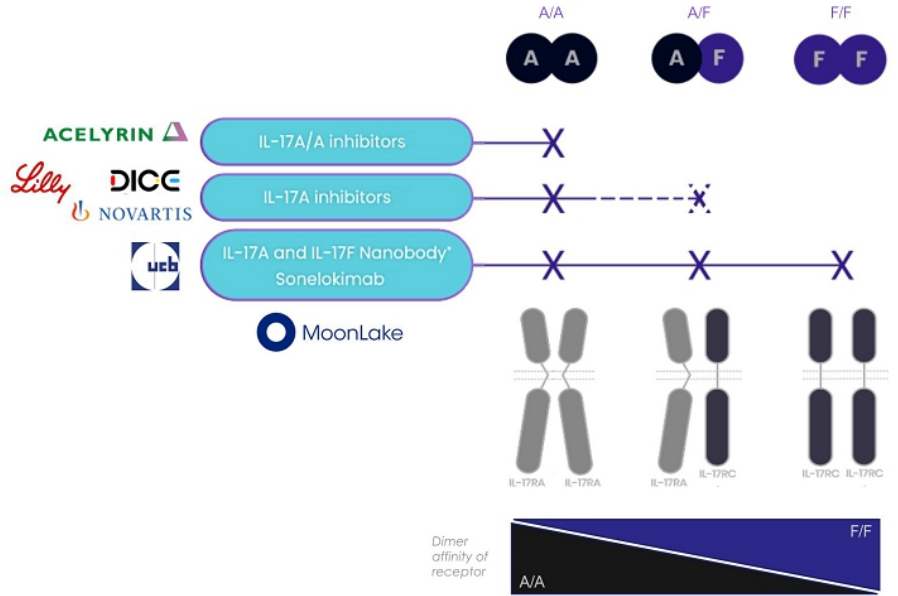 A/A A/F F/F
A A A F F F
ACELYRIN IL-17A/A inhibitors
Lilly DICE IL-17A inhibitors
NOVARTIS
ucb IL-17A and IL-17F Nanobody*
Sonelokimab
MoonLake
IL-17RA IL-17RA IL-17RA IL-17RC IL-17RC IL-17RC
Dimer
affinity of
receptor
F/F
A/A